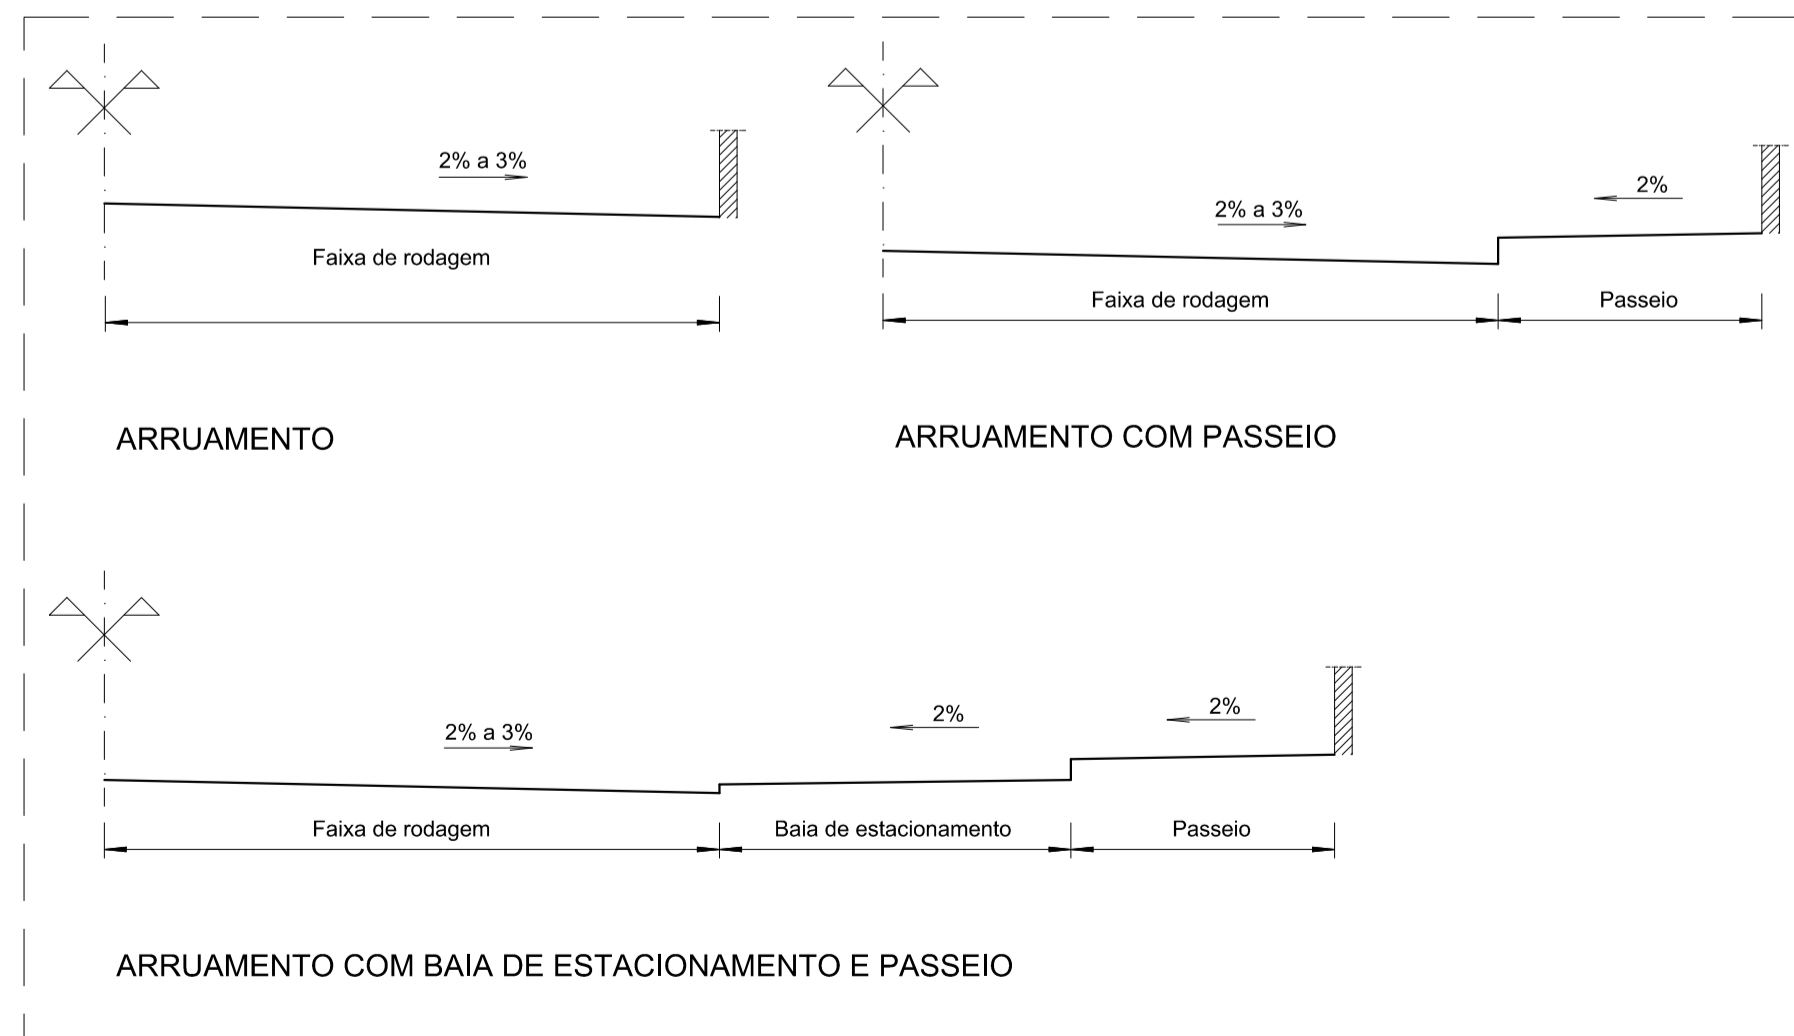 2% a 3%
Faixa de rodagem
ARRUAMENTO
2% a 3%
2%
Faixa de rodagem
Passeio
ARRUAMENTO COM PASSEIO
2% a 3%
2%
2%
Faixa de rodagem
Baia de estacionamento
Passeio
ARRUAMENTO COM BAIA DE ESTACIONAMENTO E PASSEIO